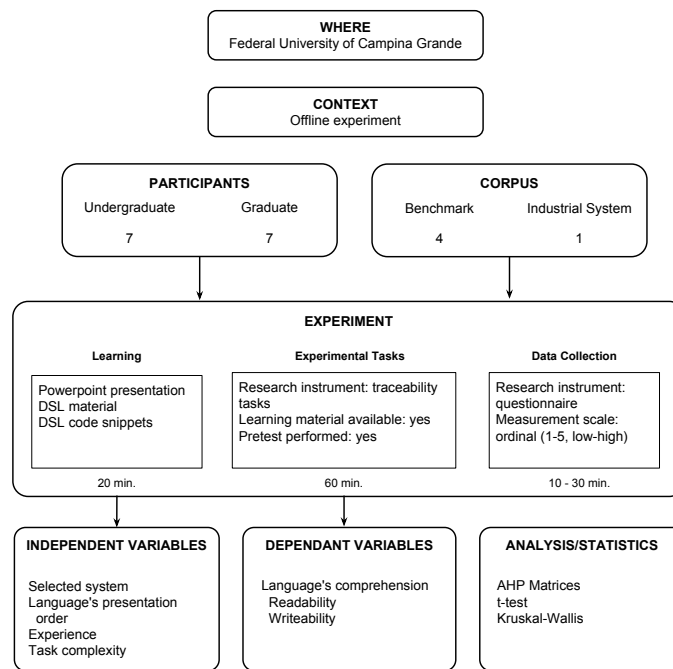 WHERE
Federal University of Campina Grande
CONTEXT
Offline experiment
PARTICIPANTS
Undergraduate Graduate
7 7
CORPUS
Benchmark Industrial System
4 1
EXPERIMENT
Learning
Powerpoint presentation
DSL material
DSL code snippets
20 min.
Experimental Tasks
Research instrument: traceability
tasks
Learning material available: yes
Pretest performed: yes
60 min.
Data Collection
Research instrument:
questionnaire
Measurement scale:
ordinal (1-5, low-high)
10 - 30 min.
INDEPENDENT VARIABLES
Selected system
Language's presentation
order
Experience
Task complexity
DEPENDANT VARIABLES
Language's comprehension
Readability
Writeability
ANALYSIS/STATISTICS
AHP Matrices
t-test
Kruskal-Wallis